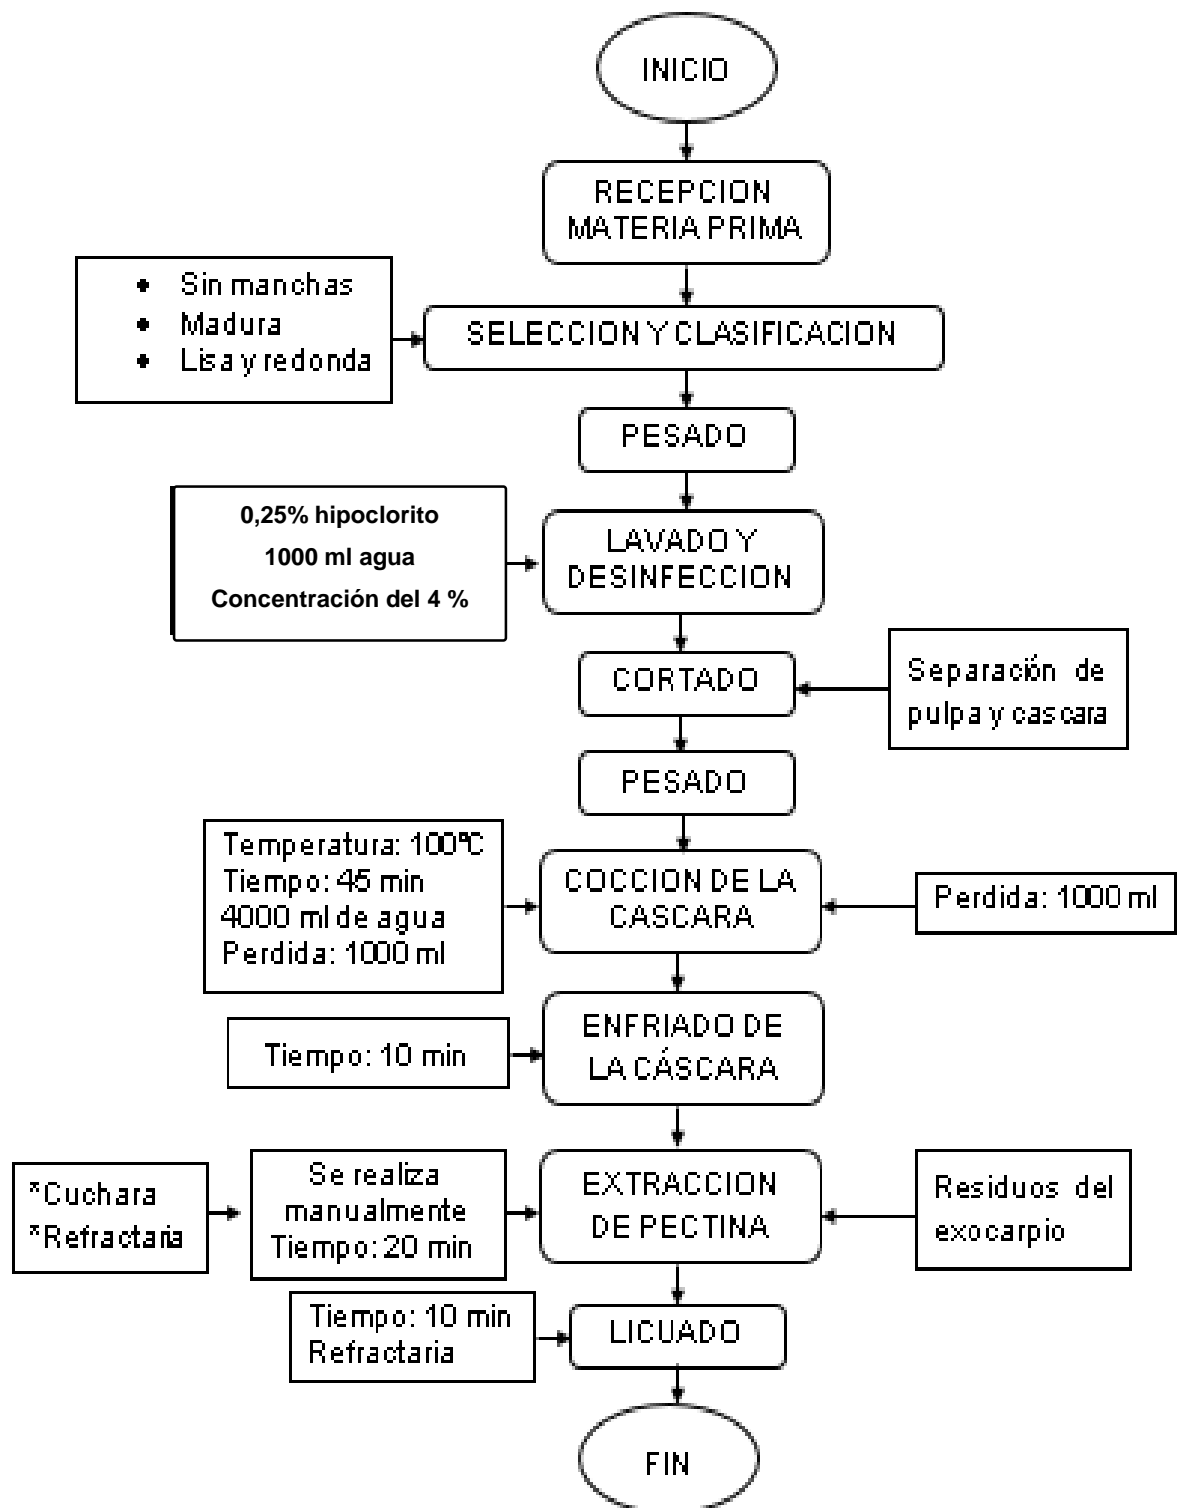 INICIO
RECEPCION
MATERIA PRIMA
• Sin manchas
• Madura
• Lisa y redonda
SELECCION Y CLASIFICACION
PESADO
0,25% hipoclorito
1000 ml agua
Concentración del 4 %
LAVADO Y
DESINFECCION
CORTADO
Separación de
pulpa y cascara
PESADO
Temperatura: 100ºC
Tiempo: 45 min
4000 ml de agua
Perdida: 1000 ml
COCCION DE LA
CASCARA
Perdida: 1000 ml
Tiempo: 10 min
ENFRIADO DE
LA CÁSCARA
*Cuchara
*Refractaria
Se realiza
manualmente
Tiempo: 20 min
EXTRACCION
DE PECTINA
Residuos del
exocarpio
Tiempo: 10 min
Refractaria
LICUADO
FIN